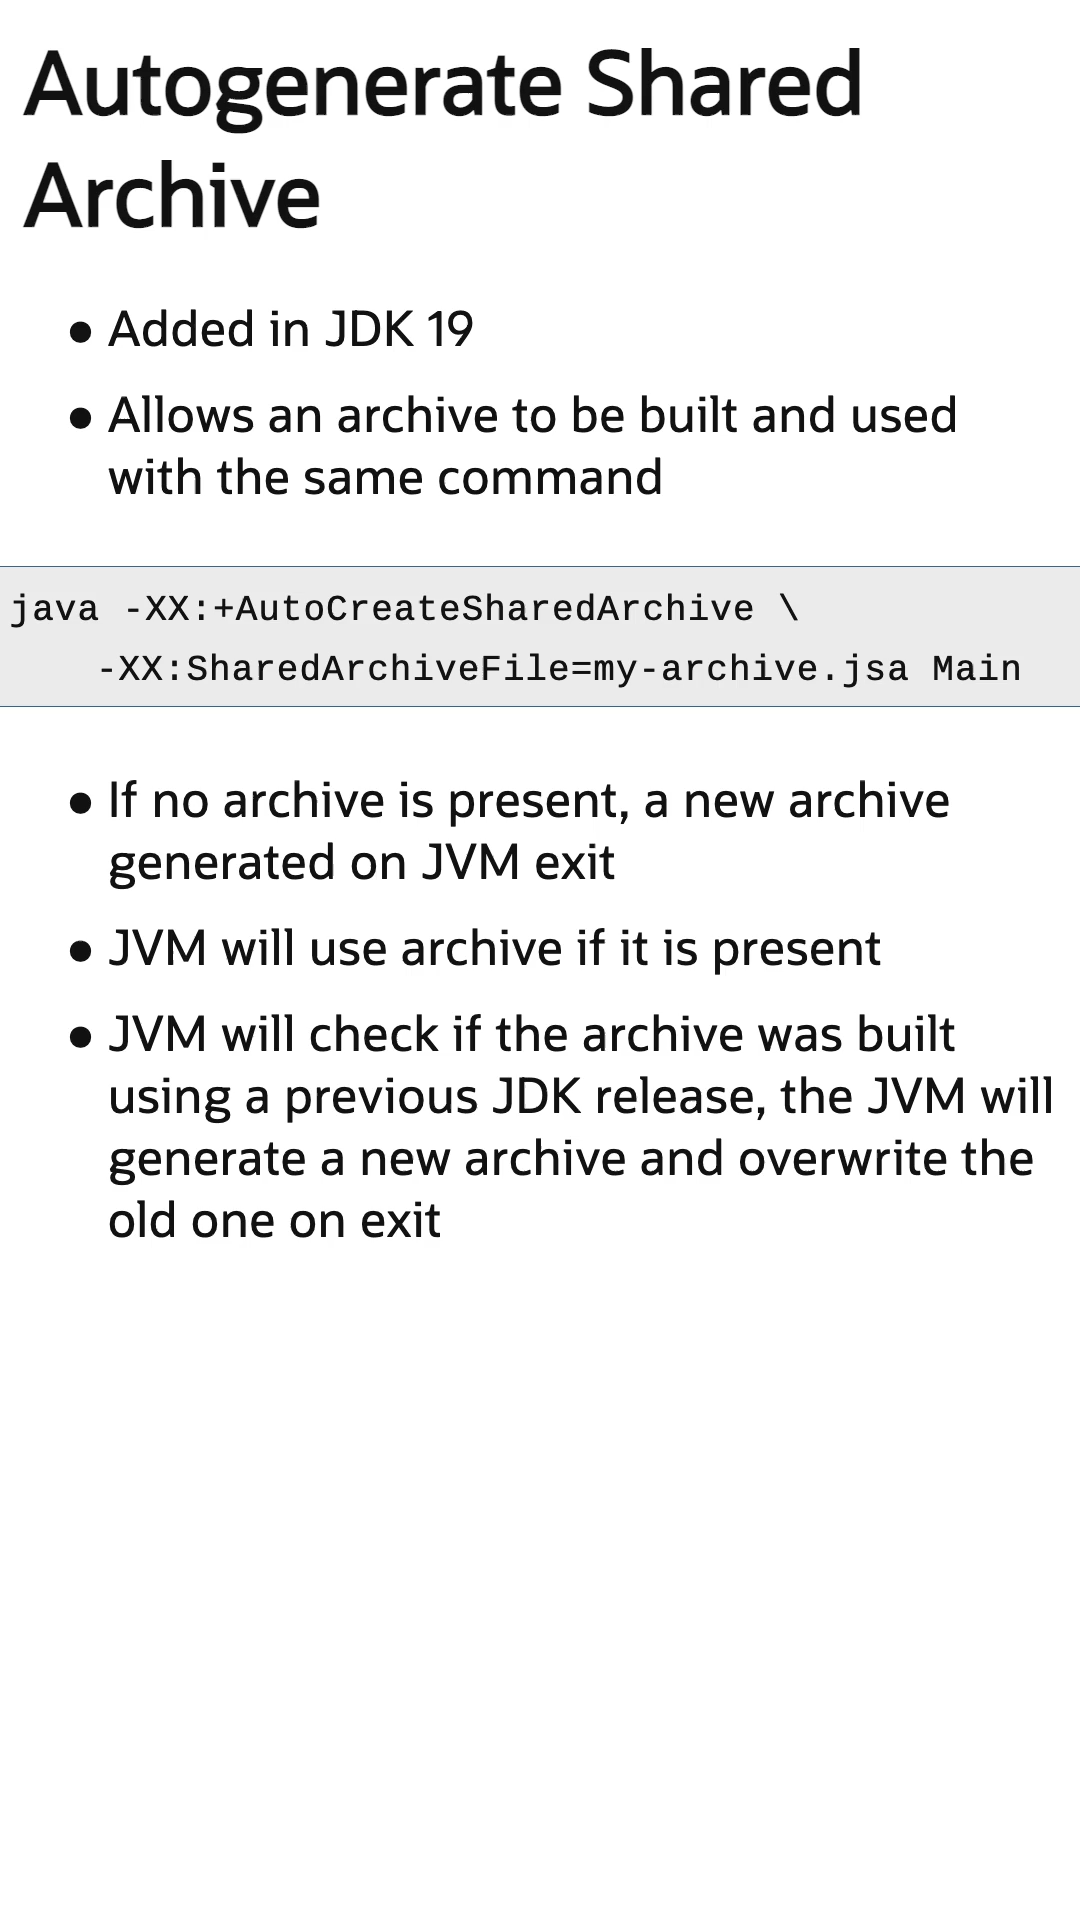 Autogenerate Shared
Archive
● Added in JDK 19
● Allows an archive to be built and used
with the same command
java -XX:+AutoCreateSharedArchive \
-XX:SharedArchiveFile=my-archive.jsa Main
● If no archive is present, a new archive
generated on JVM exit
● JVM will use archive if it is present
● JVM will check if the archive was built
using a previous JDK release, the JVM will
generate a new archive and overwrite the
old one on exit